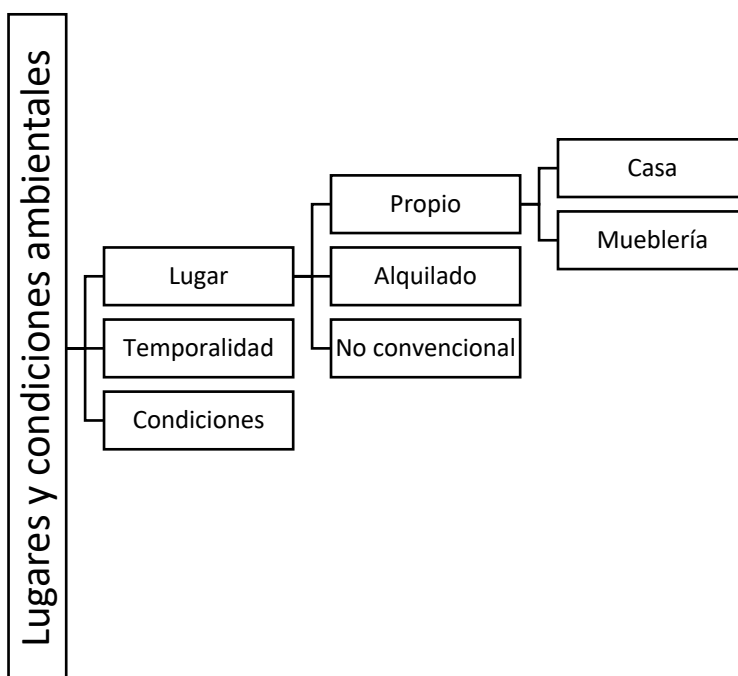 Lugares y condiciones ambientales
Lugar
Temporalidad
Condiciones
Propio
Alquilado
No convencional
Casa
Mueblería